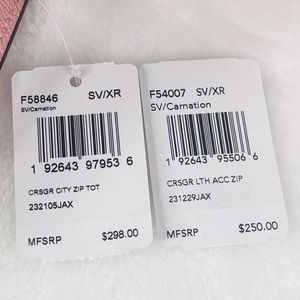 F58846 SV/XR
SV/Carnation
1 92643 97953 6
CRSGR CITY ZIP TOT
232105JAX
MFSRP $298.00
F54007 SV/XR
SV/Carnation
1 92643 95506 6
CRSGR LTH ACC ZIP
231229JAX
MFSRP $250.00